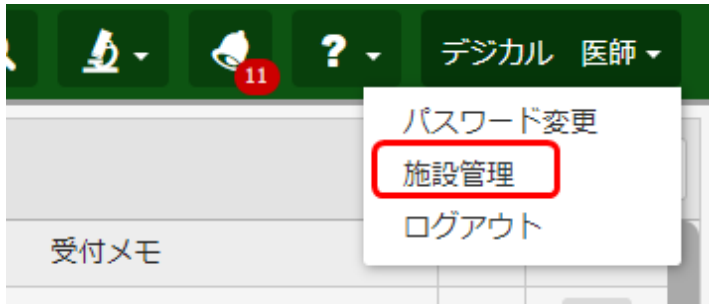 ? デジカル 医師
11
パスワード変更
施設管理
ログアウト
受付メモ